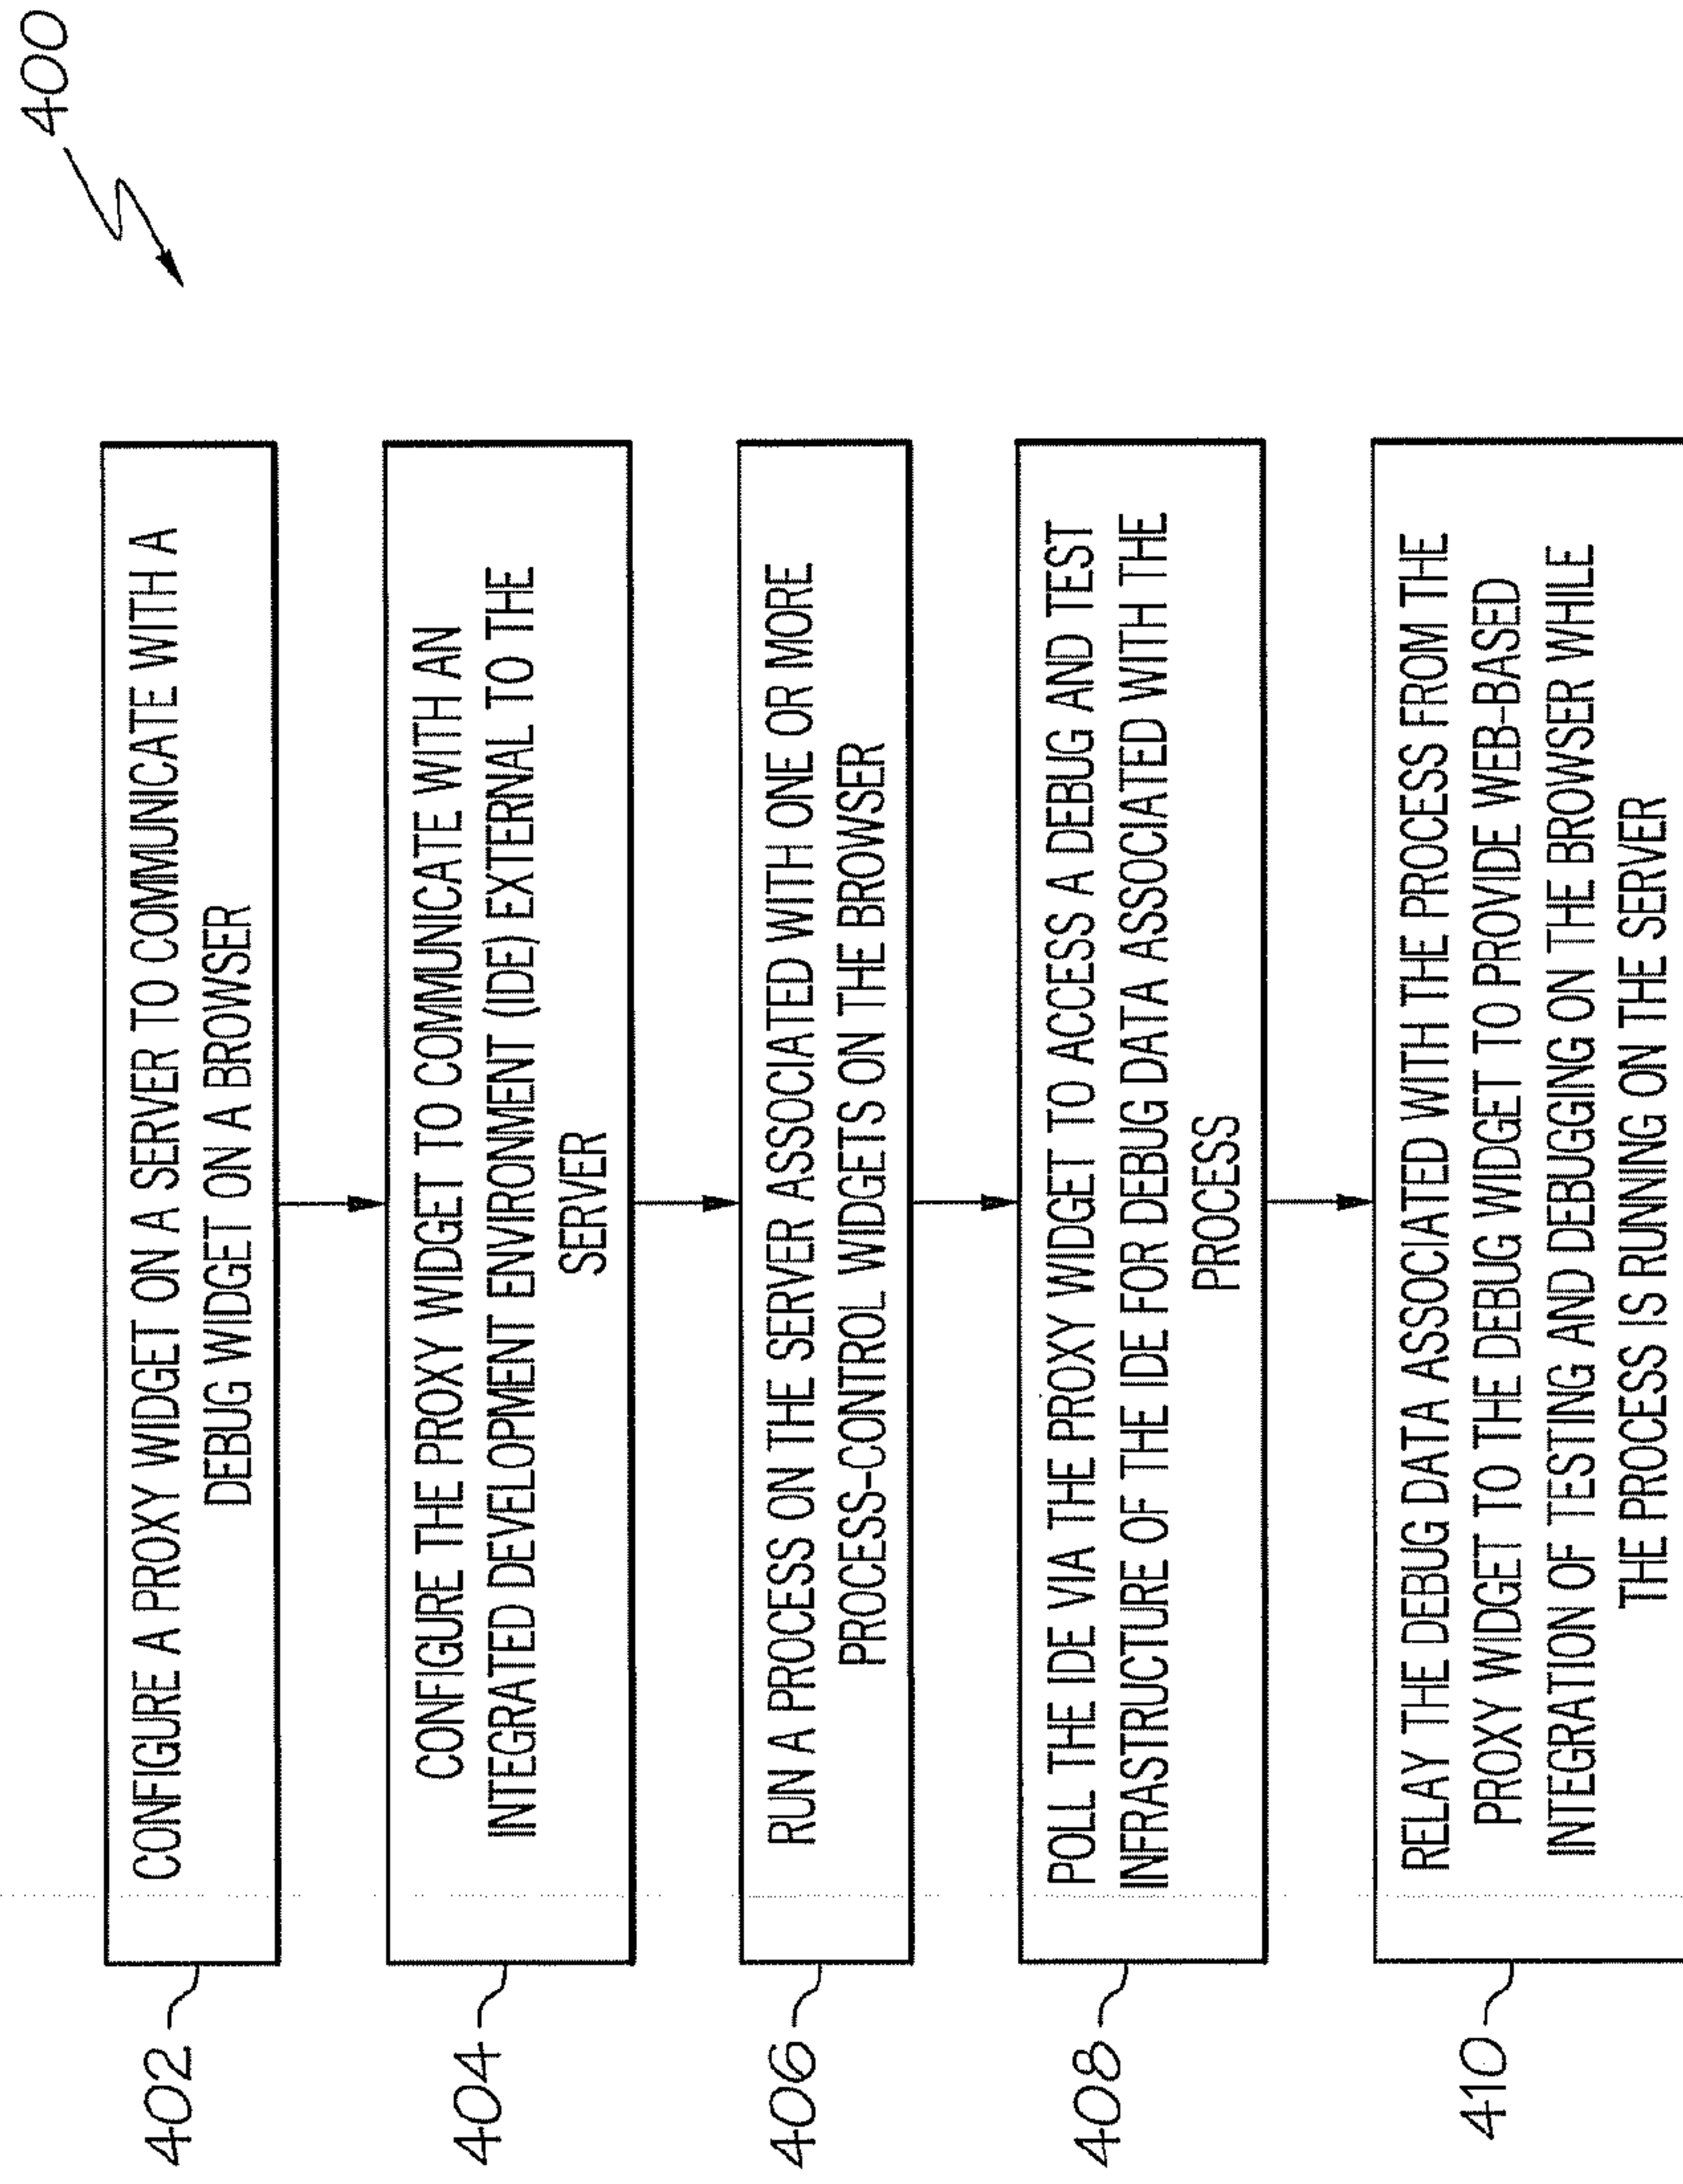 400
402
CONFIGURE A PROXY WIDGET ON A SERVER TO COMMUNICATE WITH A
DEBUG WIDGET ON A BROWSER
404
CONFIGURE THE PROXY WIDGET TO COMMUNICATE WITH AN
INTEGRATED DEVELOPMENT ENVIRONMENT (IDE) EXTERNAL TO THE
SERVER
406
RUN A PROCESS ON THE SERVER ASSOCIATED WITH ONE OR MORE
PROCESS-CONTROL WIDGETS ON THE BROWSER
408
POLL THE IDE VIA THE PROXY WIDGET TO ACCESS A DEBUG AND TEST
INFRASTRUCTURE OF THE IDE FOR DEBUG DATA ASSOCIATED WITH THE
PROCESS
410
RELAY THE DEBUG DATA ASSOCIATED WITH THE PROCESS FROM THE
PROXY WIDGET TO THE DEBUG WIDGET TO PROVIDE WEB-BASED
INTEGRATION OF TESTING AND DEBUGGING ON THE BROWSER WHILE
THE PROCESS IS RUNNING ON THE SERVER